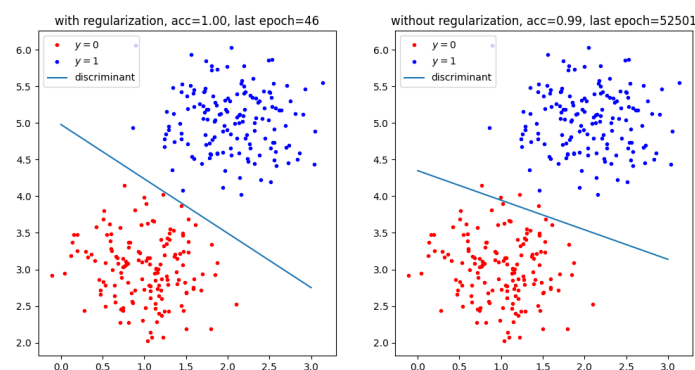 with regularization, acc=1.00, last epoch=46
y = 0
y = 1
discriminant
6.0
5.5
5.0
4.5
4.0
3.5
3.0
2.5
2.0
0.0 0.5 1.0 1.5 2.0 2.5 3.0
without regularization, acc=0.99, last epoch=52501
y = 0
y = 1
discriminant
6.0
5.5
5.0
4.5
4.0
3.5
3.0
2.5
2.0
0.0 0.5 1.0 1.5 2.0 2.5 3.0